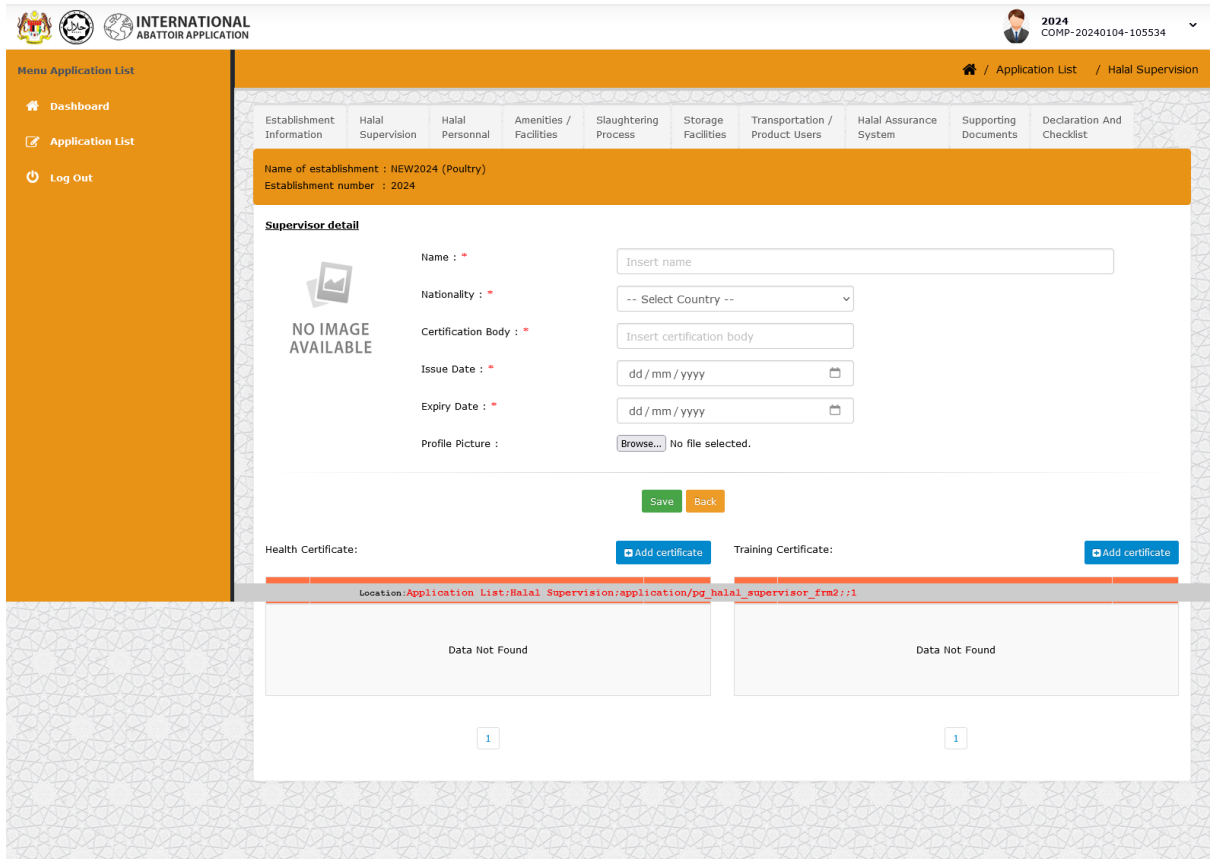 INTERNATIONAL
ABATTOIR APPLICATION
2024
COMP-20240104-105534
Menu Application List
/ Application List / Halal Supervision
Dashboard
Application List
Log Out
Establishment Information
Halal Supervision
Halal Personnal
Amenities / Facilities
Slaughtering Process
Storage Facilities
Transportation / Product Users
Halal Assurance System
Supporting Documents
Declaration And Checklist
Name of establishment : NEW2024 (Poultry)
Establishment number : 2024
Supervisor detail
NO IMAGE
AVAILABLE
Name : *
Insert name
Nationality : *
-- Select Country --
Certification Body : *
Insert certification body
Issue Date : *
dd / mm / yyyy
Expiry Date : *
dd / mm / yyyy
Profile Picture :
Browse... No file selected.
Save Back
Health Certificate:
Add certificate
Training Certificate:
Add certificate
Location:Application List;Halal Supervision;application/pg_halal_supervisor_frm2;;1
Data Not Found
Data Not Found
1
1